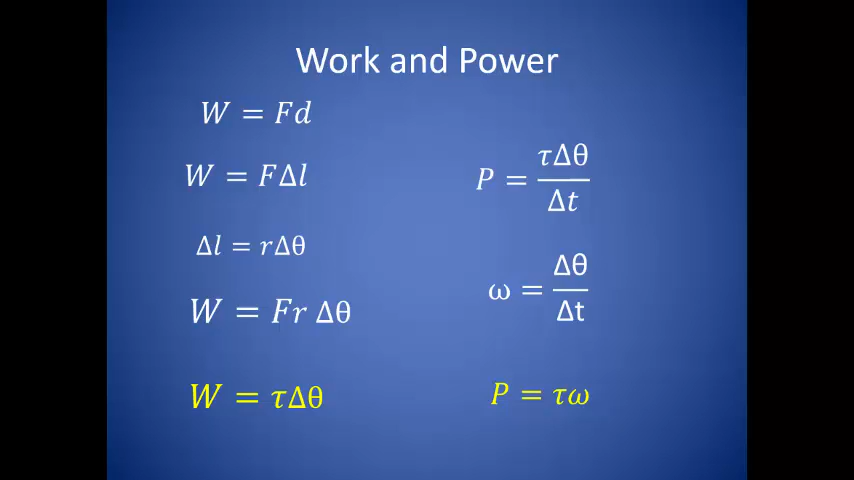 Work and Power
W = Fd
W = FΔl
Δl = rΔθ
W = Fr Δθ
W = τΔθ
P = τΔθ / Δt
ω = Δθ / Δt
P = τω